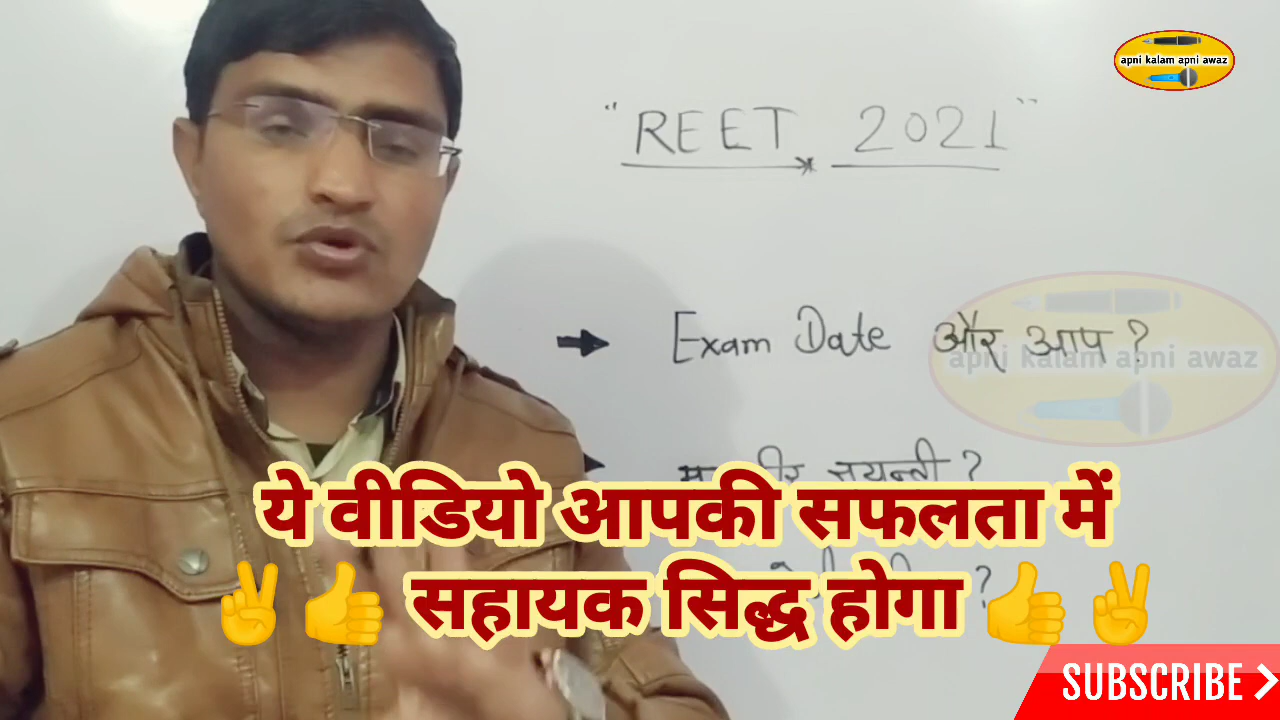 apni kalam apni awaz
"REET 2021"
Exam Date और आप ?
apni kalam apni awaz
जयन्ती ?
ये वीडियो आपकी सफलता में
सहायक सिद्ध होगा
?
SUBSCRIBE